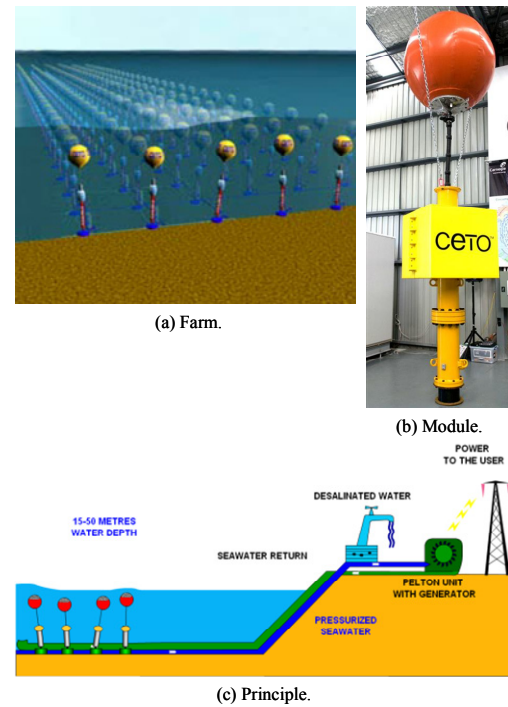 (a) Farm.
CETO
(b) Module.
POWER
TO THE USER
DESALINATED WATER
15-50 METRES
WATER DEPTH
SEAWATER RETURN
PELTON UNIT
WITH GENERATOR
PRESSURIZED
SEAWATER
(c) Principle.